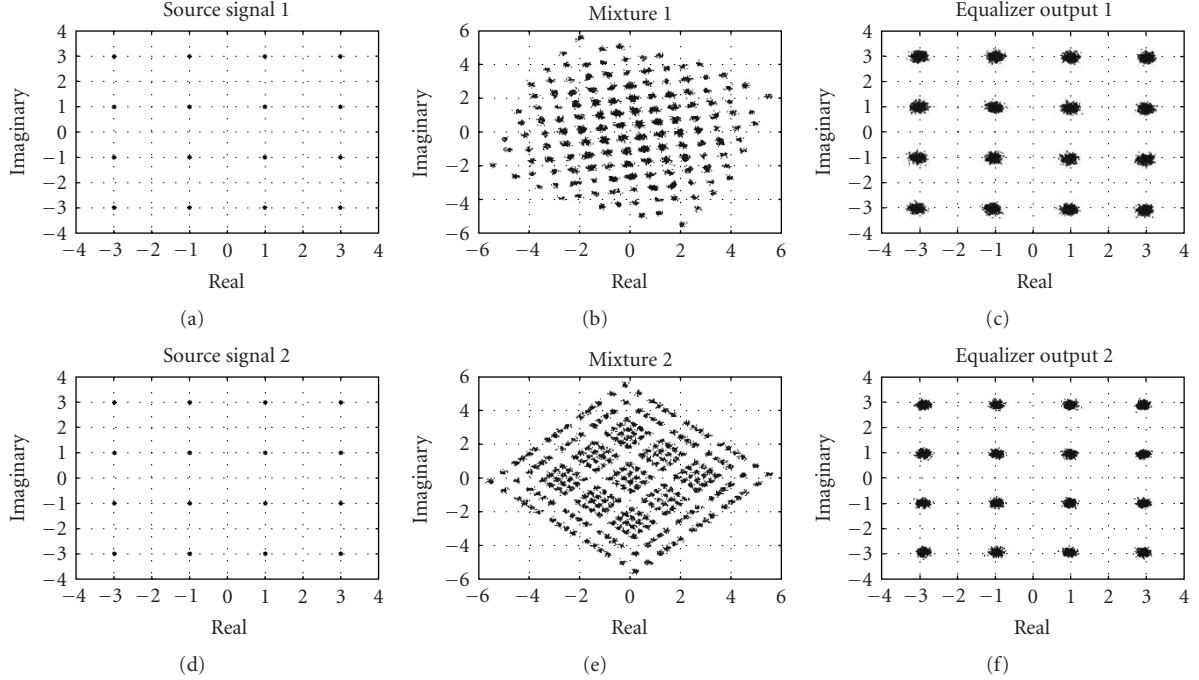 Source signal 1
4
3
2
1
0
−1
−2
−3
4
Imaginary
−4 −3 −2 −1 0 1 2 3 4
Real
(a)
Mixture 1
6
4
2
0
−2
−4
6
Imaginary
−6 −4 −2 0 2 4 6
Real
(b)
Equalizer output 1
4
3
2
1
0
−1
−2
−3
4
Imaginary
−4 −3 −2 −1 0 1 2 3 4
Real
(c)
Source signal 2
4
3
2
1
0
−1
−2
−3
4
Imaginary
−4 −3 −2 −1 0 1 2 3 4
Real
(d)
Mixture 2
6
4
2
0
−2
−4
6
Imaginary
−6 −4 −2 0 2 4 6
Real
(e)
Equalizer output 2
4
3
2
1
0
−1
−2
−3
4
Imaginary
−4 −3 −2 −1 0 1 2 3 4
Real
(f)